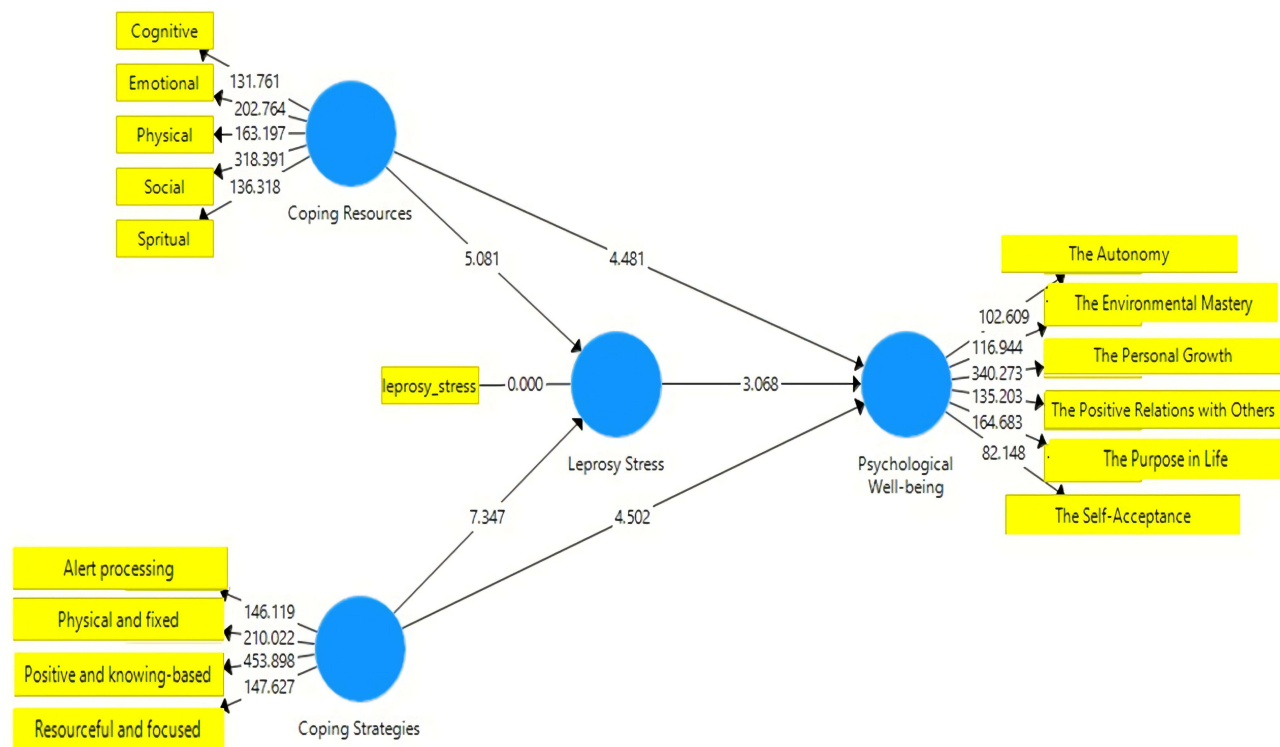 Cognitive
Emotional
Physical
Social
Spritual
131.761
202.764
163.197
318.391
136.318
Coping Resources
5.081
4.481
leprosy_stress
0.000
Leprosy Stress
3.068
Psychological
Well-being
7.347
4.502
The Autonomy
The Environmental Mastery
The Personal Growth
The Positive Relations with Others
The Purpose in Life
The Self-Acceptance
102.609
116.944
340.273
135.203
164.683
82.148
Alert processing
Physical and fixed
Positive and knowing-based
Resourceful and focused
146.119
210.022
453.898
147.627
Coping Strategies